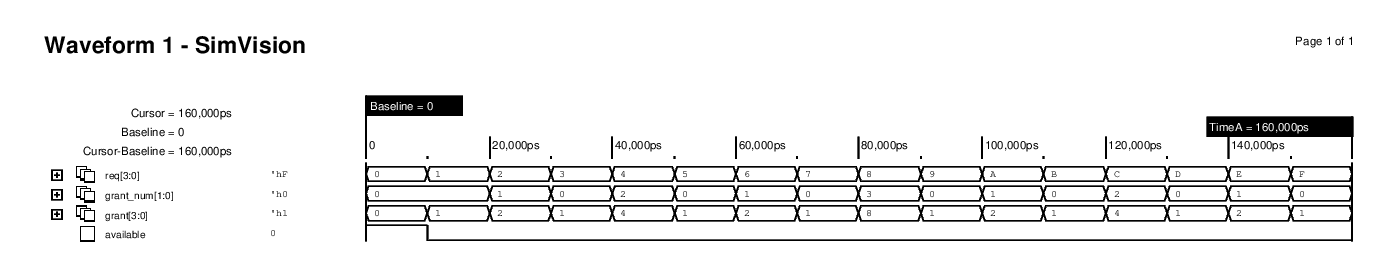 Waveform 1 - SimVision
Page 1 of 1
Baseline = 0
Cursor = 160,000ps
TimeA = 160,000ps
Baseline = 0
Cursor-Baseline = 160,000ps
0 20,000ps 40,000ps 60,000ps 80,000ps 100,000ps 120,000ps 140,000ps
req[3:0] 'hF 0 1 2 3 4 5 6 7 8 9 A B C D E F
grant_num[1:0] 'h0 0 1 0 2 0 1 0 3 0 1 0 2 0 1 0
grant[3:0] 'h1 0 1 2 1 4 1 2 1 8 1 2 1 4 1 2 1
available 0